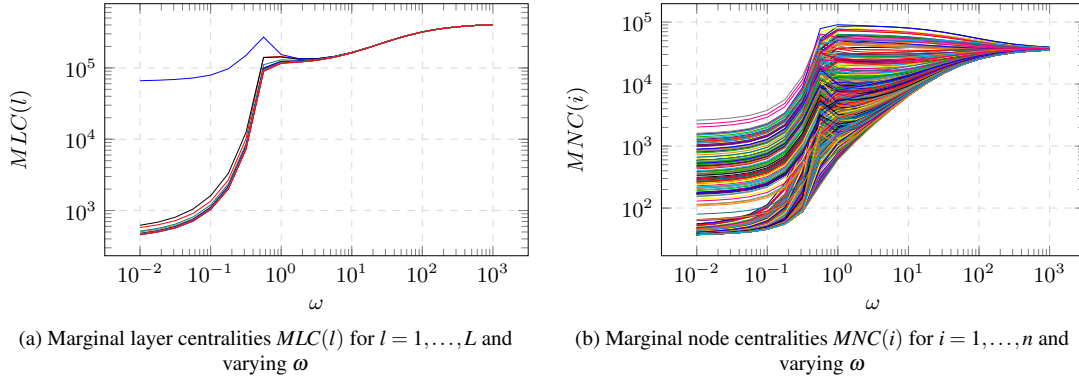 10^5
10^4
10^3
MLC(l)
10^−2 10^−1 10^0 10^1 10^2 10^3
ω
(a) Marginal layer centralities MLC(l) for l = 1,...,L and
varying ω
10^5
10^4
10^3
10^2
MNC(i)
10^−2 10^−1 10^0 10^1 10^2 10^3
ω
(b) Marginal node centralities MNC(i) for i = 1,...,n and
varying ω